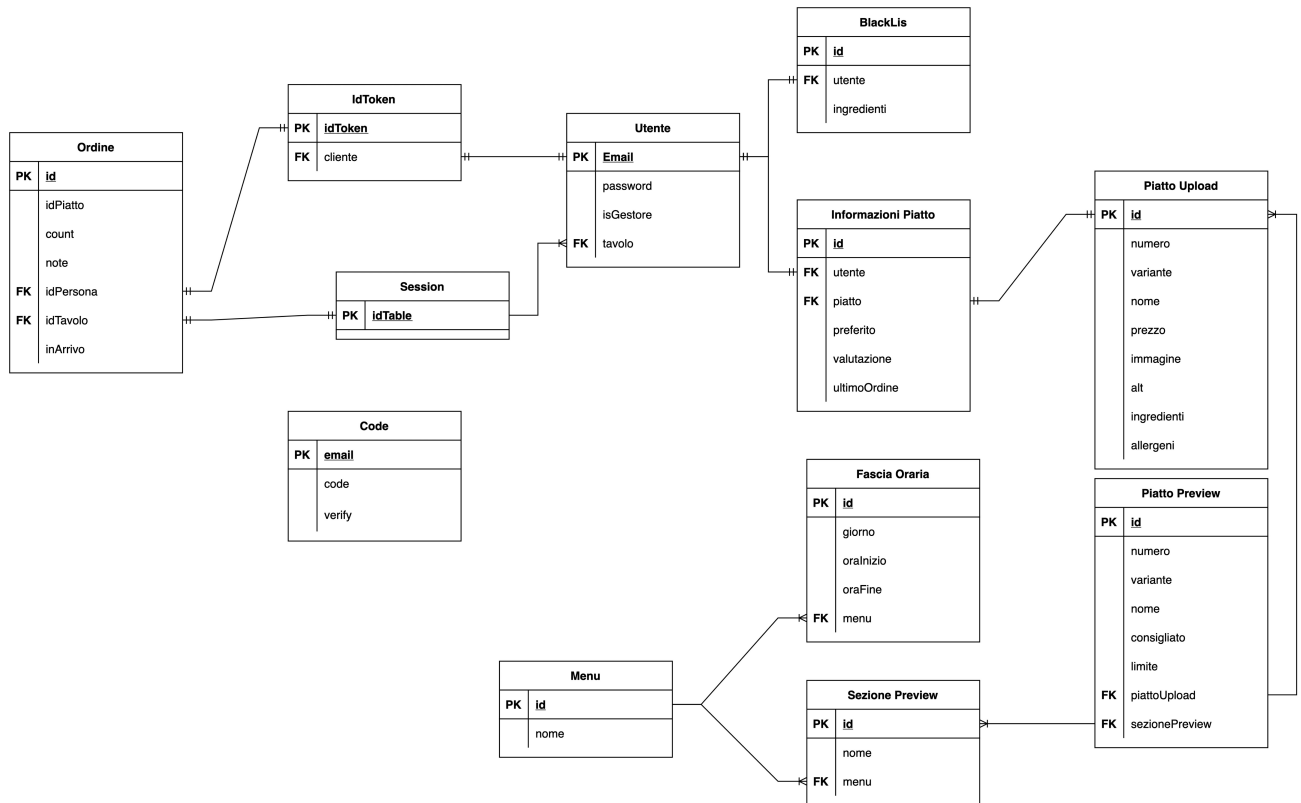 BlackLis
PK id
FK utente
ingredienti
IdToken
PK idToken
FK cliente
Utente
PK Email
password
isGestore
FK tavolo
Ordine
PK id
idPiatto
count
note
FK idPersona
FK idTavolo
inArrivo
Session
PK idTable
Informazioni Piatto
PK id
FK utente
FK piatto
preferito
valutazione
ultimoOrdine
Piatto Upload
PK id
numero
variante
nome
prezzo
immagine
alt
ingredienti
allergeni
Code
PK email
code
verify
Fascia Oraria
PK id
giorno
oraInizio
oraFine
FK menu
Piatto Preview
PK id
numero
variante
nome
consigliato
limite
FK piattoUpload
FK sezionePreview
Menu
PK id
nome
Sezione Preview
PK id
nome
FK menu